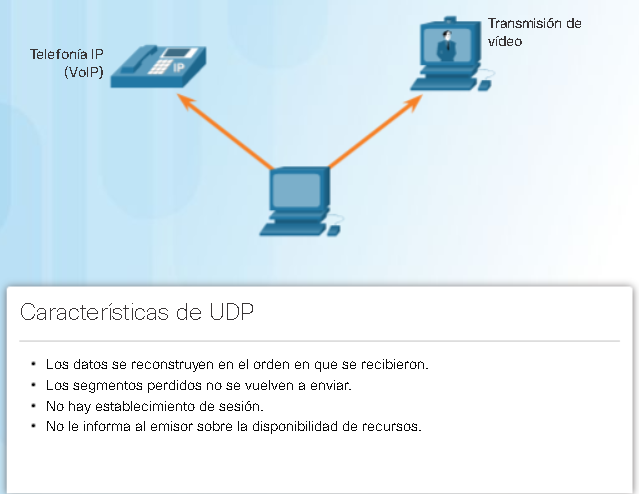 Telefonía IP
(VoIP)
IP
Transmisión de
vídeo
Características de UDP
• Los datos se reconstruyen en el orden en que se recibieron.
• Los segmentos perdidos no se vuelven a enviar.
• No hay establecimiento de sesión.
• No le informa al emisor sobre la disponibilidad de recursos.